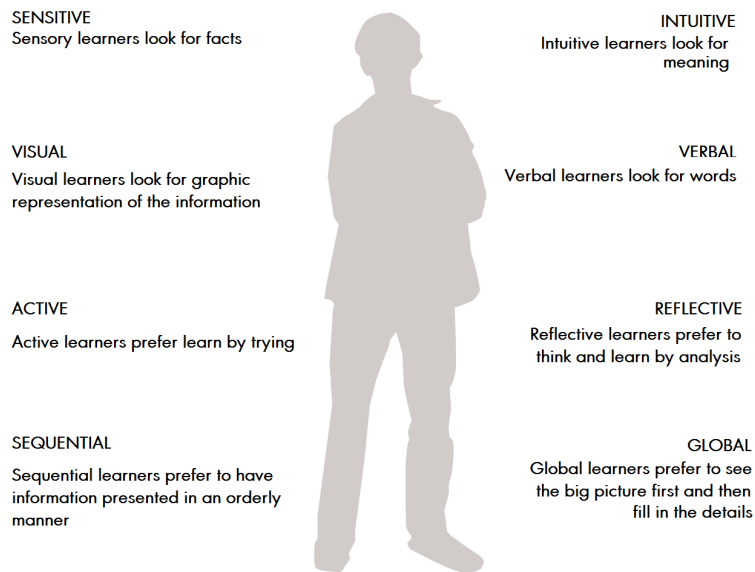 SENSITIVE
Sensory learners look for facts
INTUITIVE
Intuitive learners look for
meaning
VISUAL
Visual learners look for graphic
representation of the information
VERBAL
Verbal learners look for words
ACTIVE
Active learners prefer learn by trying
REFLECTIVE
Reflective learners prefer to
think and learn by analysis
SEQUENTIAL
Sequential learners prefer to have
information presented in an orderly
manner
GLOBAL
Global learners prefer to see
the big picture first and then
fill in the details